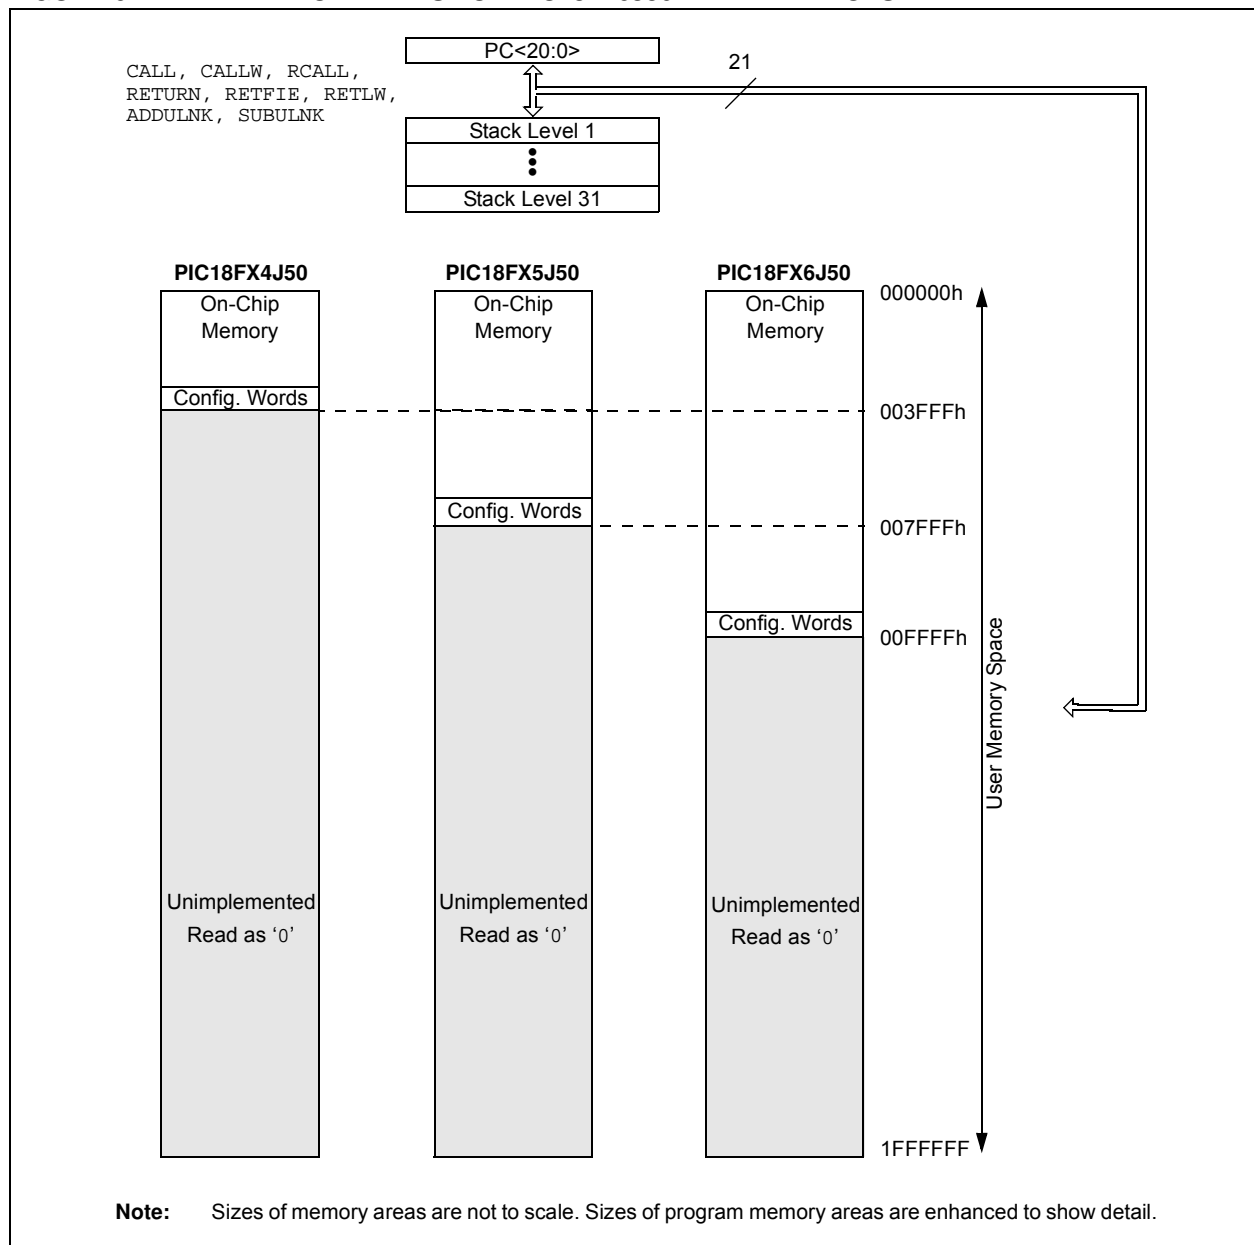 PC<20:0>
21
CALL, CALLW, RCALL,
RETURN, RETFIE, RETLW,
ADDULNK, SUBULNK
Stack Level 1
Stack Level 31
PIC18FX4J50
PIC18FX5J50
PIC18FX6J50
On-Chip
Memory
On-Chip
Memory
On-Chip
Memory
000000h
Config. Words
003FFFh
Config. Words
007FFFh
Config. Words
00FFFFh
User Memory Space
Unimplemented
Read as ‘0’
Unimplemented
Read as ‘0’
Unimplemented
Read as ‘0’
1FFFFFF
Note: Sizes of memory areas are not to scale. Sizes of program memory areas are enhanced to show detail.